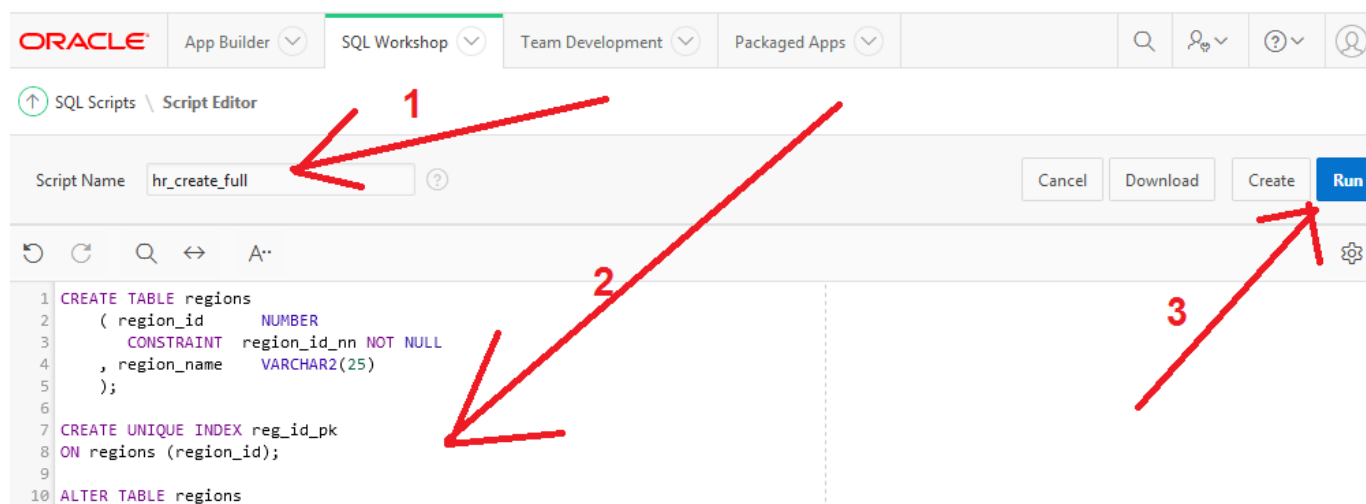 ORACLE® App Builder SQL Workshop Team Development Packaged Apps
SQL Scripts \ Script Editor
1
Script Name hr_create_full Cancel Download Create Run
A
2
3
1 CREATE TABLE regions
2 ( region_id NUMBER
3 CONSTRAINT region_id_nn NOT NULL
4 , region_name VARCHAR2(25)
5 );
6
7 CREATE UNIQUE INDEX reg_id_pk
8 ON regions (region_id);
9
10 ALTER TABLE regions